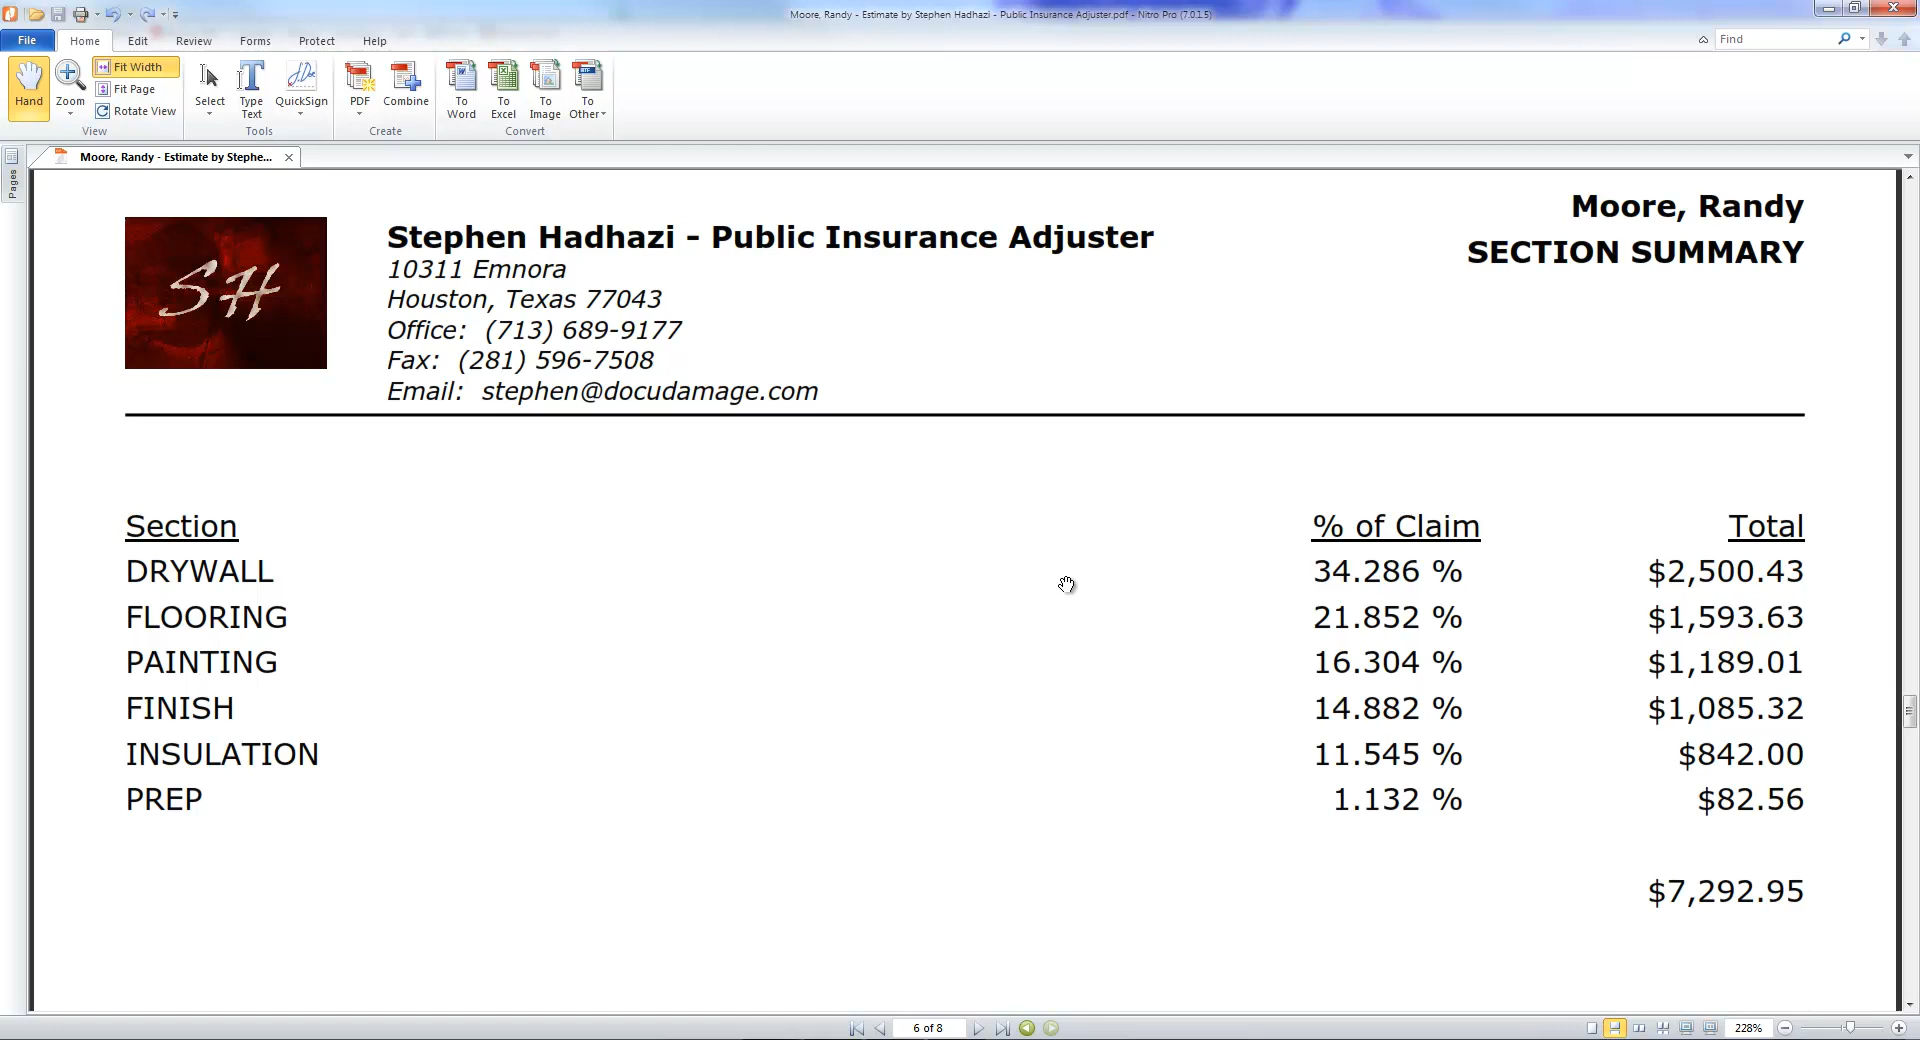 Moore, Randy - Estimate by Stephen Hadhazi - Public Insurance Adjuster.pdf - Nitro Pro (7.0.1.5)
File Home Edit Review Forms Protect Help
Find
Hand
Zoom
Fit Width
Fit Page
Rotate View
View
Select
Type Text
QuickSign
Tools
PDF
Combine
Create
To Word
To Excel
To Image
To Other
Convert
Pages
Moore, Randy - Estimate by Stephe...
SH
Stephen Hadhazi - Public Insurance Adjuster
10311 Emnora
Houston, Texas 77043
Office: (713) 689-9177
Fax: (281) 596-7508
Email: stephen@docudamage.com
Moore, Randy
SECTION SUMMARY
Section % of Claim Total
DRYWALL 34.286 % $2,500.43
FLOORING 21.852 % $1,593.63
PAINTING 16.304 % $1,189.01
FINISH 14.882 % $1,085.32
INSULATION 11.545 % $842.00
PREP 1.132 % $82.56
$7,292.95
6 of 8
228%